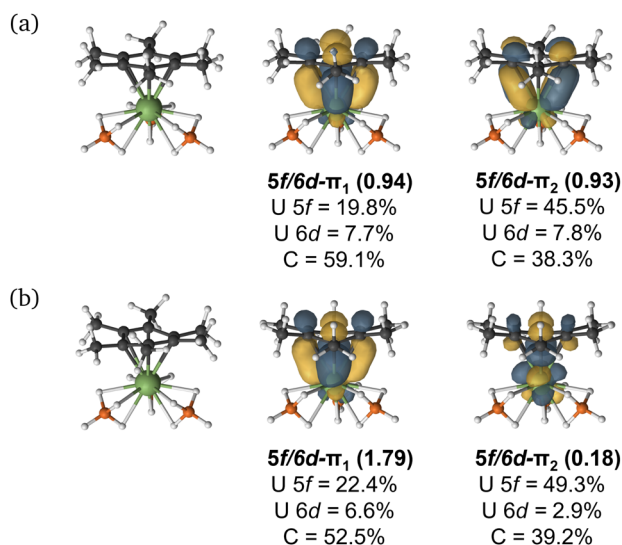 (a)
5f/6d-π₁ (0.94)
U 5f = 19.8%
U 6d = 7.7%
C = 59.1%
5f/6d-π₂ (0.93)
U 5f = 45.5%
U 6d = 7.8%
C = 38.3%
(b)
5f/6d-π₁ (1.79)
U 5f = 22.4%
U 6d = 6.6%
C = 52.5%
5f/6d-π₂ (0.18)
U 5f = 49.3%
U 6d = 2.9%
C = 39.2%